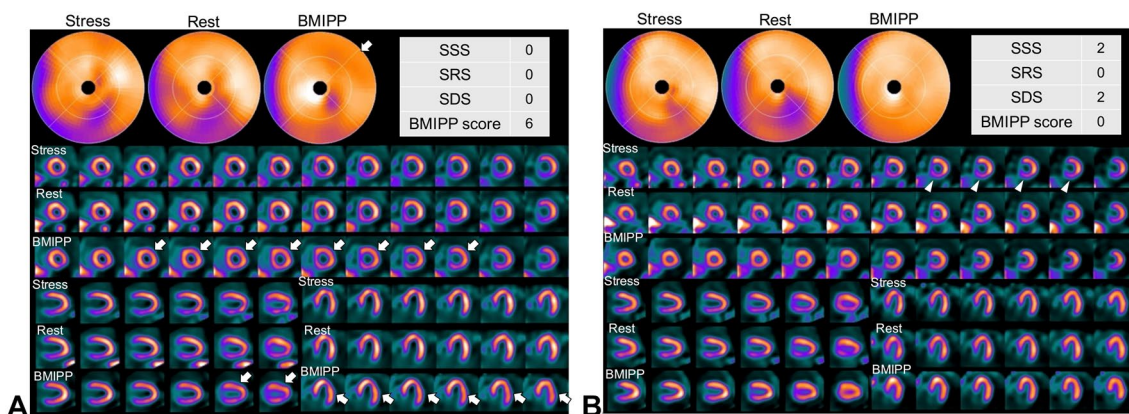 Stress Rest BMIPP
SSS 0
SRS 0
SDS 0
BMIPP score 6
Stress
Rest
BMIPP
Stress Stress
Rest Rest
BMIPP BMIPP
A
Stress Rest BMIPP
SSS 2
SRS 0
SDS 2
BMIPP score 0
Stress
Rest
BMIPP
Stress Stress
Rest Rest
BMIPP BMIPP
B